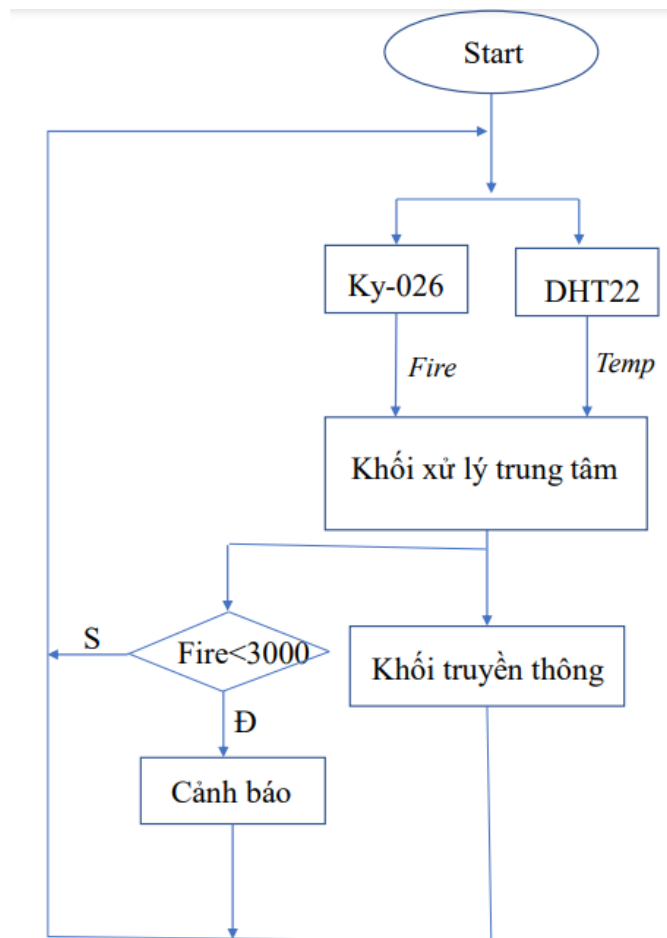 Start
Ky-026
DHT22
Fire
Temp
Khối xử lý trung tâm
S
Fire<3000
Khối truyền thông
Đ
Cảnh báo